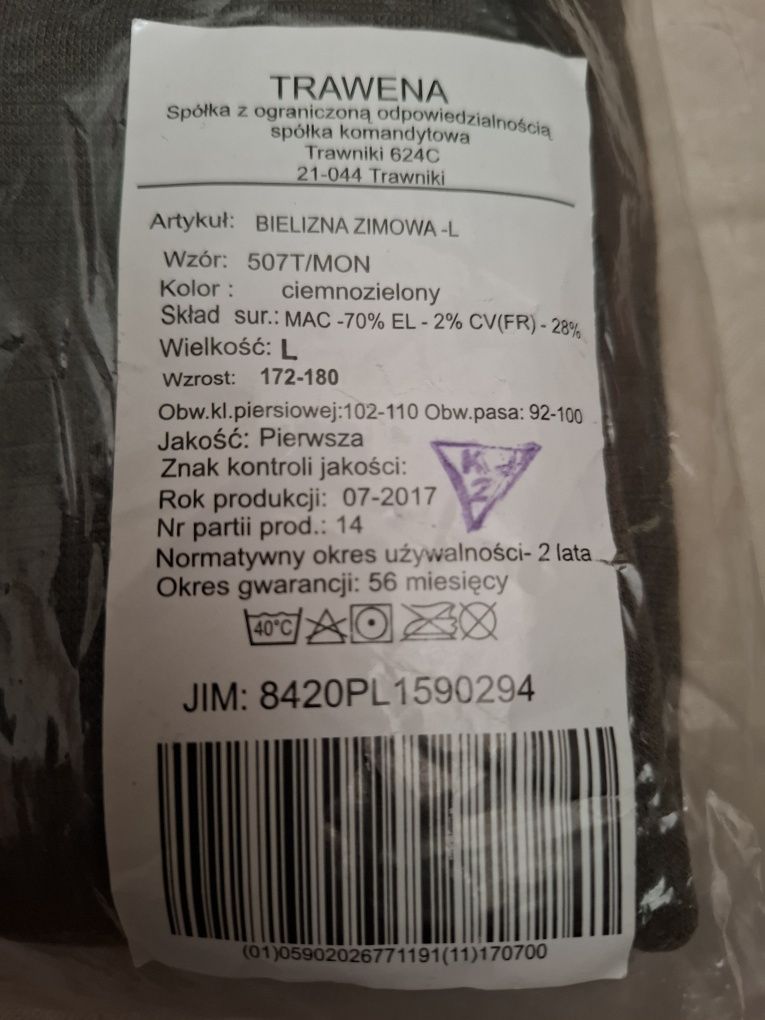 TRAWENA
Spółka z ograniczoną odpowiedzialnością
spółka komandytowa
Trawniki 624C
21-044 Trawniki
Artykuł: BIELIZNA ZIMOWA -L
Wzór: 507T/MON
Kolor : ciemnozielony
Skład sur.: MAC -70% EL - 2% CV(FR) - 28%
Wielkość: L
Wzrost: 172-180
Obw.kl.piersiowej:102-110 Obw.pasa: 92-100
Jakość: Pierwsza
Znak kontroli jakości:
K J
2
Rok produkcji: 07-2017
Nr partii prod.: 14
Normatywny okres używalności- 2 lata
Okres gwarancji: 56 miesięcy
40°C
JIM: 8420PL1590294
(01)05902026771191(11)170700